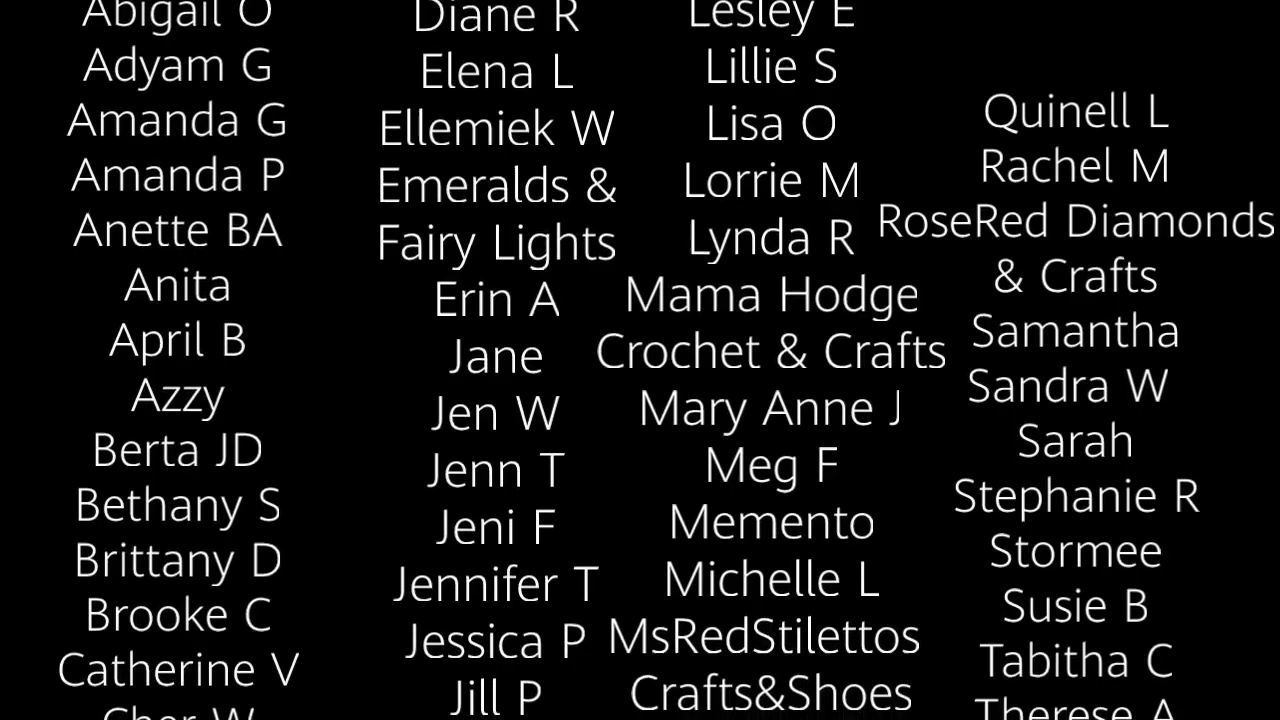 Abigail O
Adyam G
Amanda G
Amanda P
Anette BA
Anita
April B
Azzy
Berta JD
Bethany S
Brittany D
Brooke C
Catherine V
Cher W
Diane R
Elena L
Ellemiek W
Emeralds &
Fairy Lights
Erin A
Jane
Jen W
Jenn T
Jeni F
Jennifer T
Jessica P
Jill P
Lesley E
Lillie S
Lisa O
Lorrie M
Lynda R
Mama Hodge
Crochet & Crafts
Mary Anne J
Meg F
Memento
Michelle L
MsRedStilettos
Crafts&Shoes
Quinell L
Rachel M
RoseRed Diamonds
& Crafts
Samantha
Sandra W
Sarah
Stephanie R
Stormee
Susie B
Tabitha C
Therese A